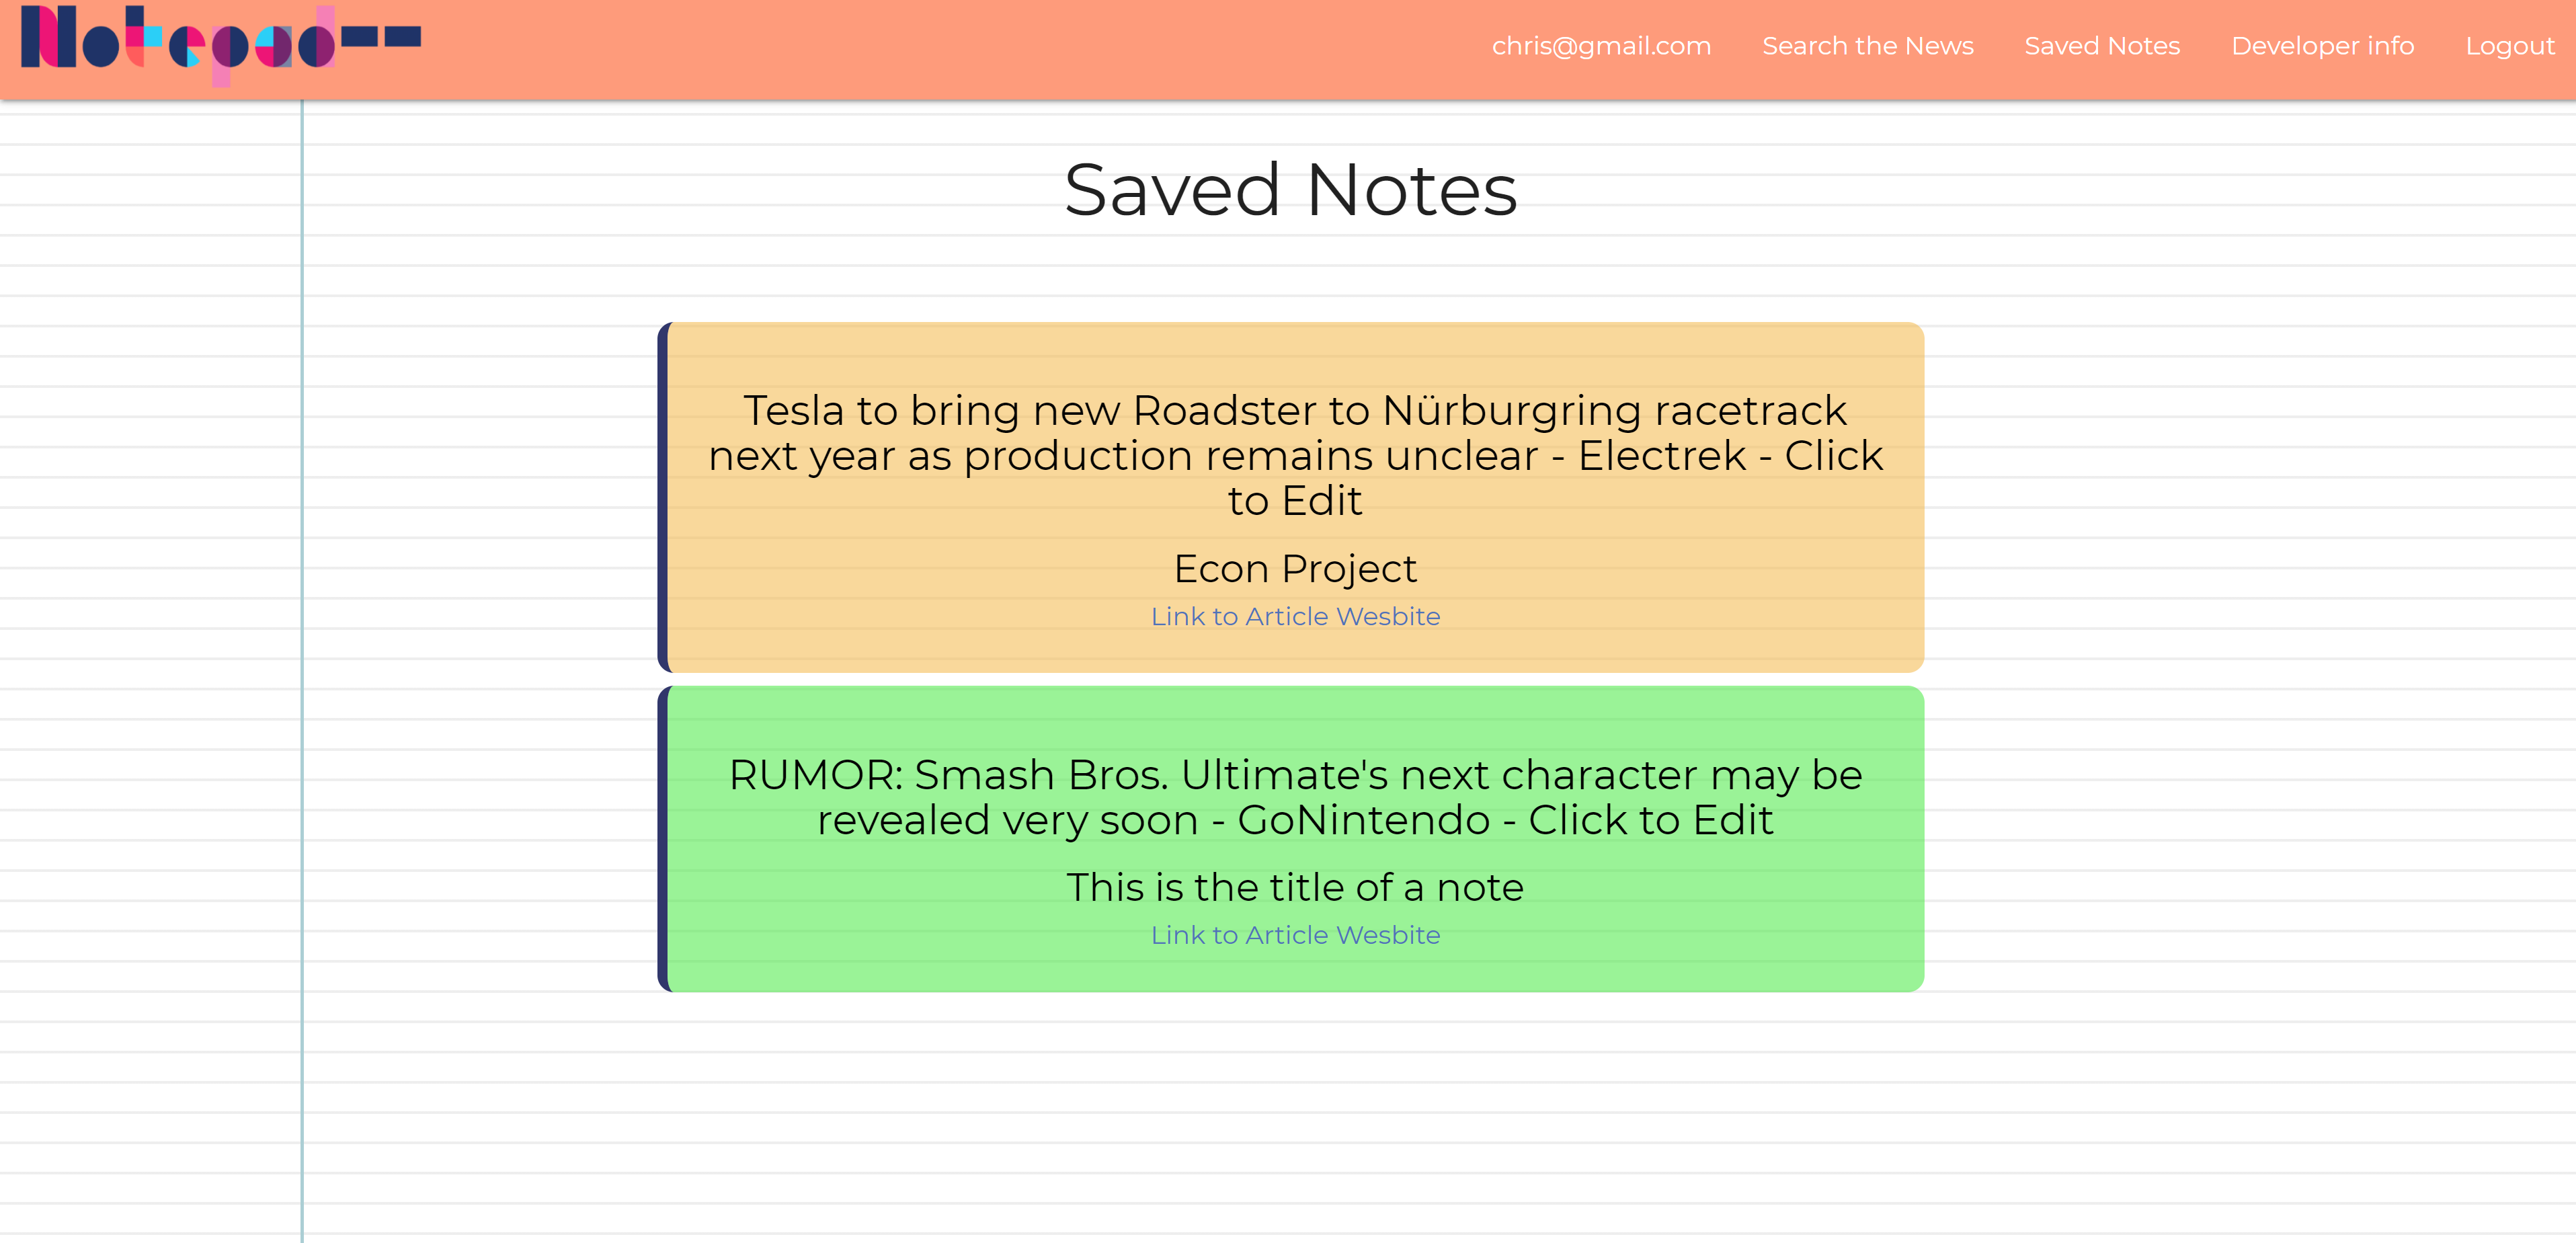 Notepad--
chris@gmail.com Search the News Saved Notes Developer info Logout
Saved Notes
Tesla to bring new Roadster to Nürburgring racetrack
next year as production remains unclear - Electrek - Click
to Edit
Econ Project
Link to Article Wesbite
RUMOR: Smash Bros. Ultimate's next character may be
revealed very soon - GoNintendo - Click to Edit
This is the title of a note
Link to Article Wesbite